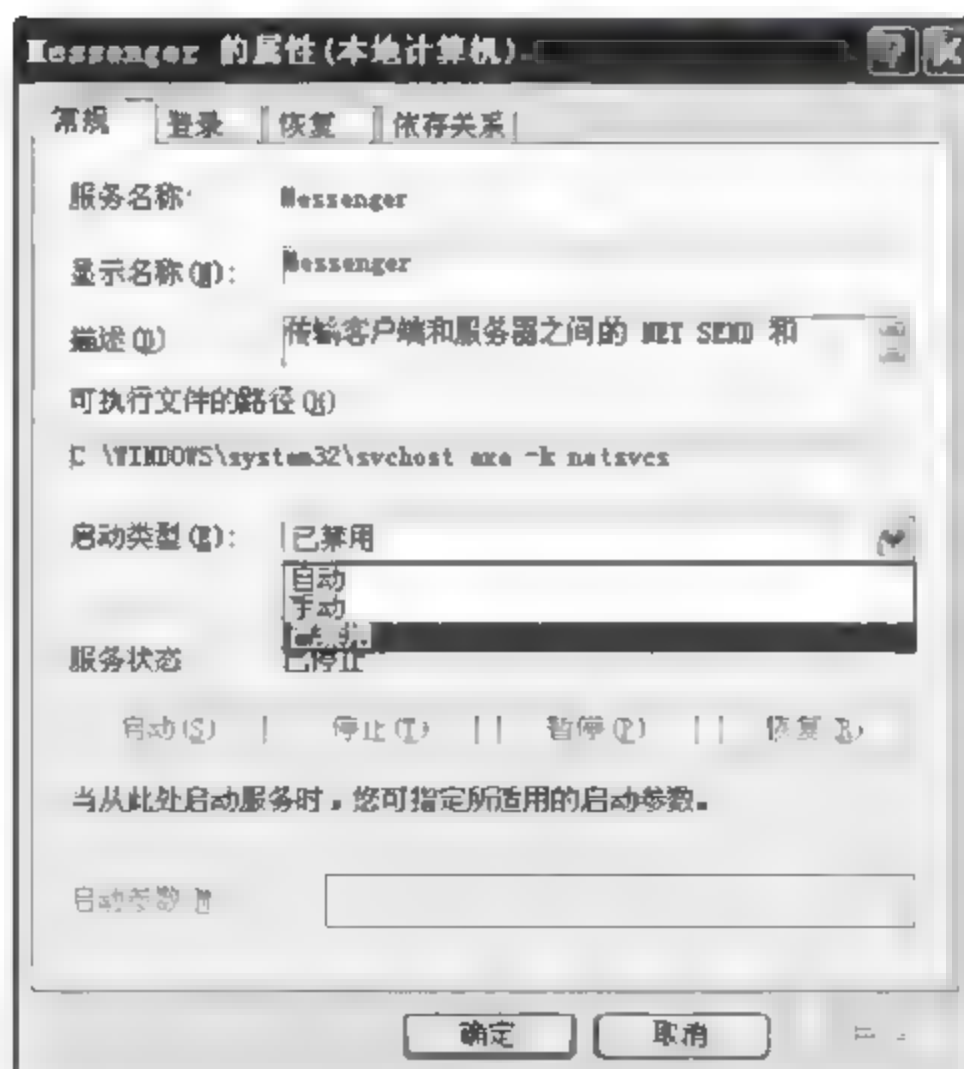 Messenger 的属性(本地计算机)
常规 登录 恢复 依存关系
服务名称: Messenger
显示名称(N): Messenger
描述(D) 传输客户端和服务器之间的 NET SEND 和
可执行文件的路径(H)
C \WINDOWS\system32\svchost exe -k netsvcs
启动类型(E): 已禁用
自动
手动
服务状态 已停止
启动(S) 停止(T) 暂停(P) 恢复(R)
当从此处启动服务时，您可指定所适用的启动参数。
启动参数
确定 取消